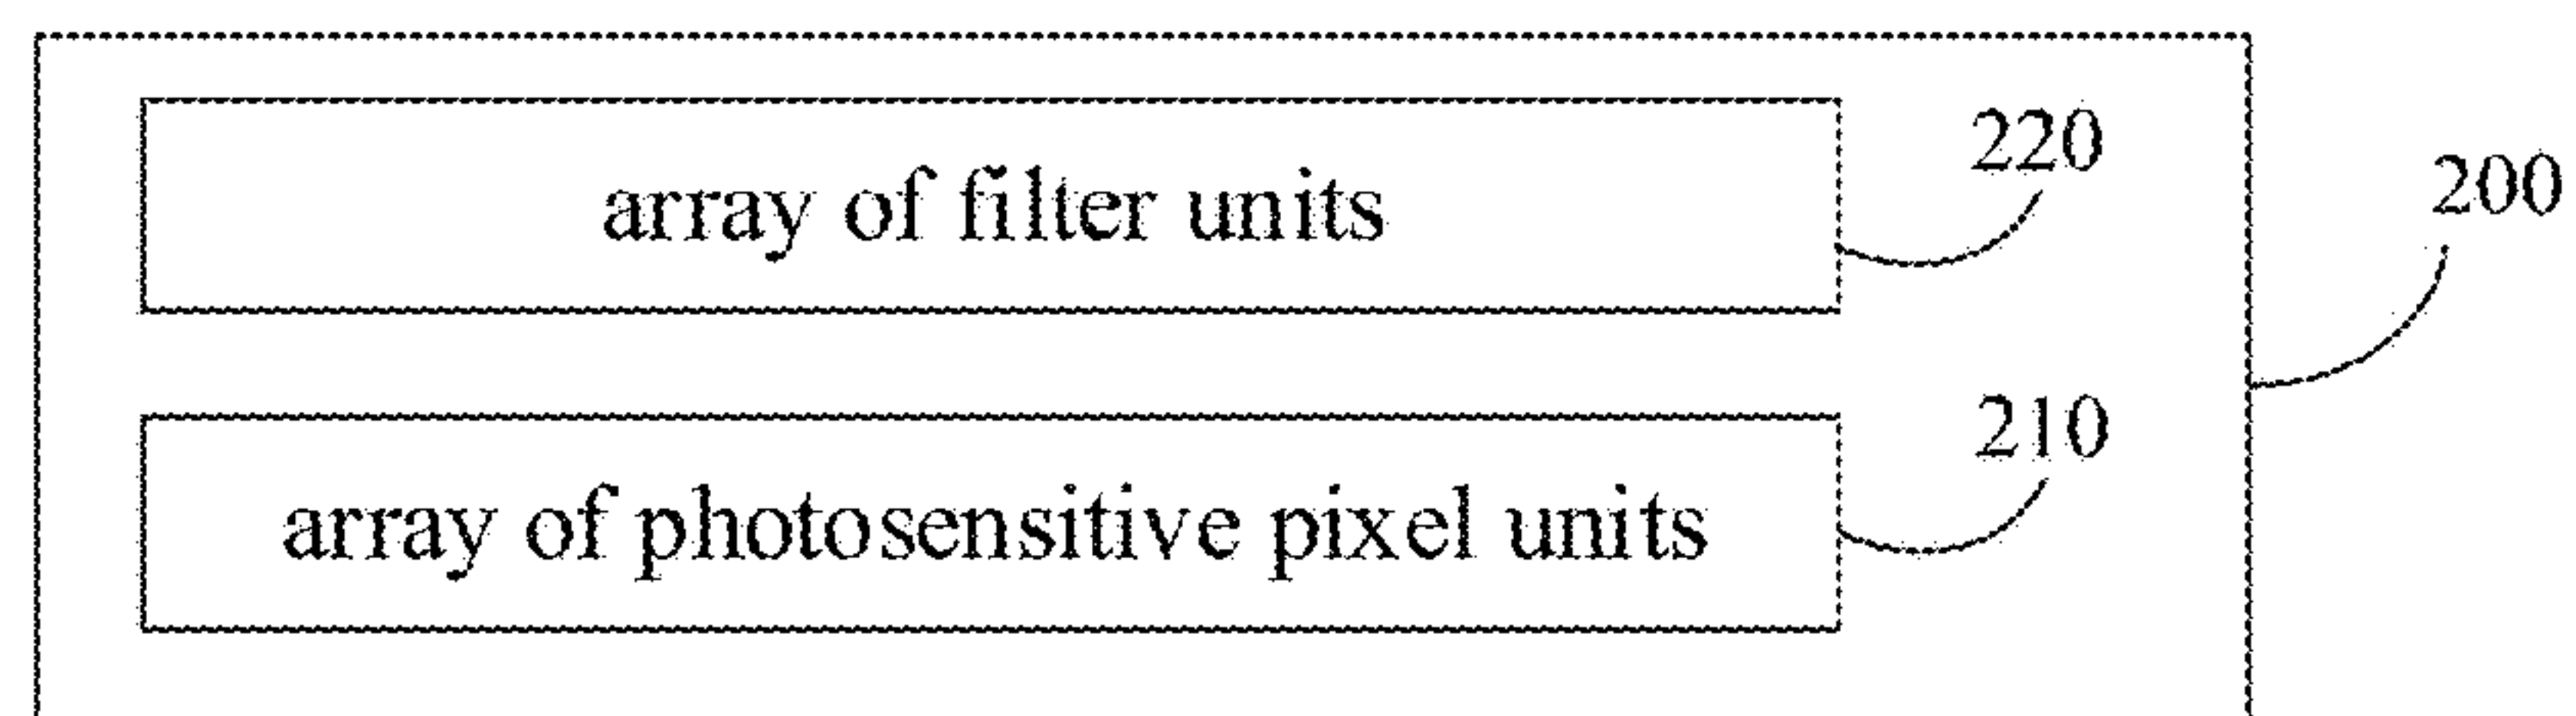 array of filter units
220
200
array of photosensitive pixel units
210